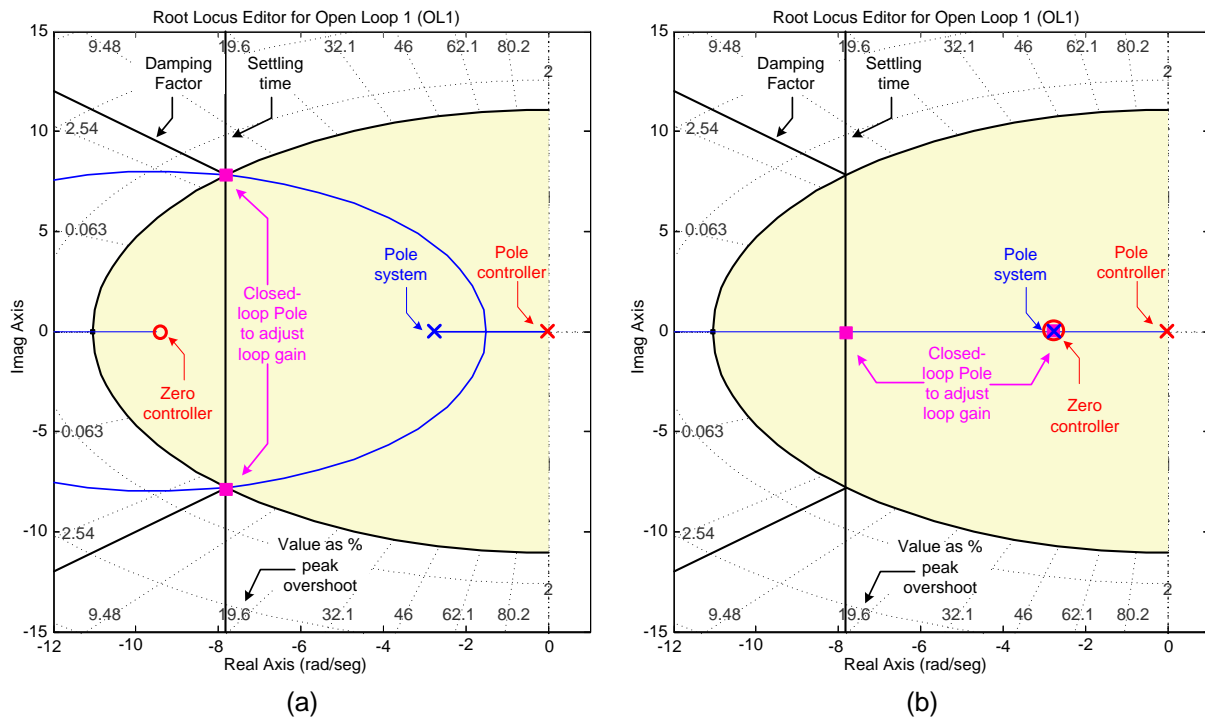 Root Locus Editor for Open Loop 1 (OL1)
15
10
5
0
-5
-10
-15
Imag Axis
9.48
19.6
32.1
46
62.1
80.2
2
Damping
Factor
Settling
time
2.54
0.063
Pole
system
Pole
controller
Closed-
loop Pole
to adjust
loop gain
Zero
controller
0.063
2.54
Value as %
peak
overshoot
2
9.48
19.6
32.1
46
62.1
80.2
-12
-10
-8
-6
-4
-2
0
Real Axis (rad/seg)
(a)
Root Locus Editor for Open Loop 1 (OL1)
15
10
5
0
-5
-10
-15
Imag Axis
9.48
19.6
32.1
46
62.1
80.2
2
Damping
Factor
Settling
time
2.54
0.063
Pole
system
Pole
controller
Closed-
loop Pole
to adjust
loop gain
Zero
controller
0.063
2.54
Value as %
peak
overshoot
2
9.48
19.6
32.1
46
62.1
80.2
-12
-10
-8
-6
-4
-2
0
Real Axis (rad/seg)
(b)